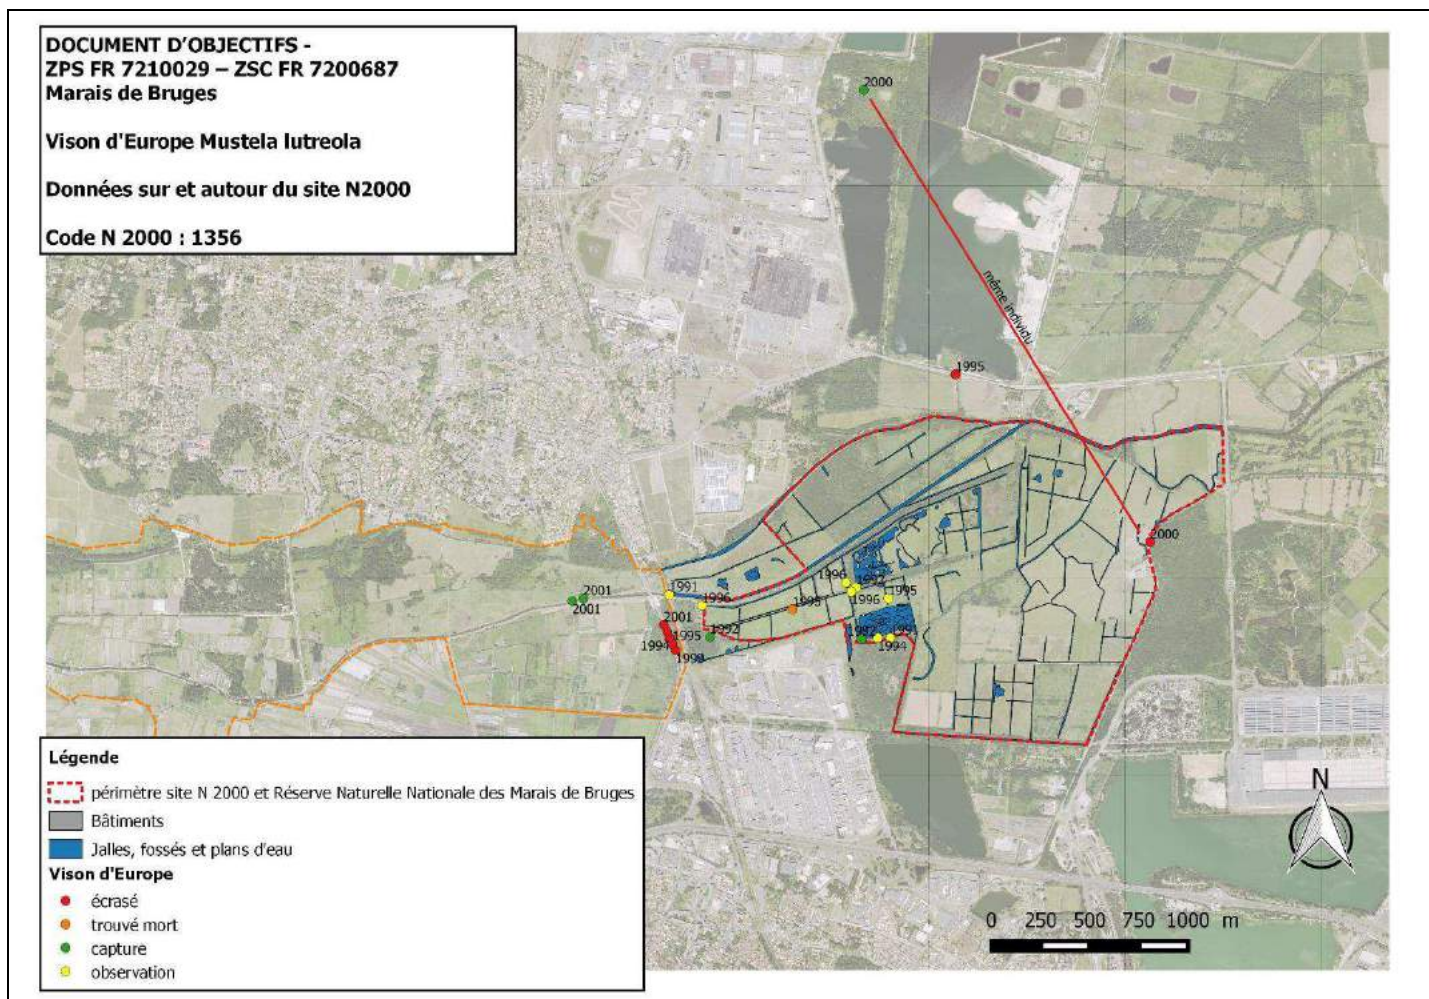 DOCUMENT D'OBJECTIFS -
ZPS FR 7210029 – ZSC FR 7200687
Marais de Bruges
Vison d'Europe Mustela lutreola
Données sur et autour du site N2000
Code N 2000 : 1356
2000
même individu
1995
2000
2001
2001
1991
1996
1996
1992
1996
1995
1995
2001
1995
1994
1992
1994
Légende
périmètre site N 2000 et Réserve Naturelle Nationale des Marais de Bruges
Bâtiments
Jalles, fossés et plans d'eau
Vison d'Europe
écrasé
trouvé mort
capture
observation
N
0 250 500 750 1000 m